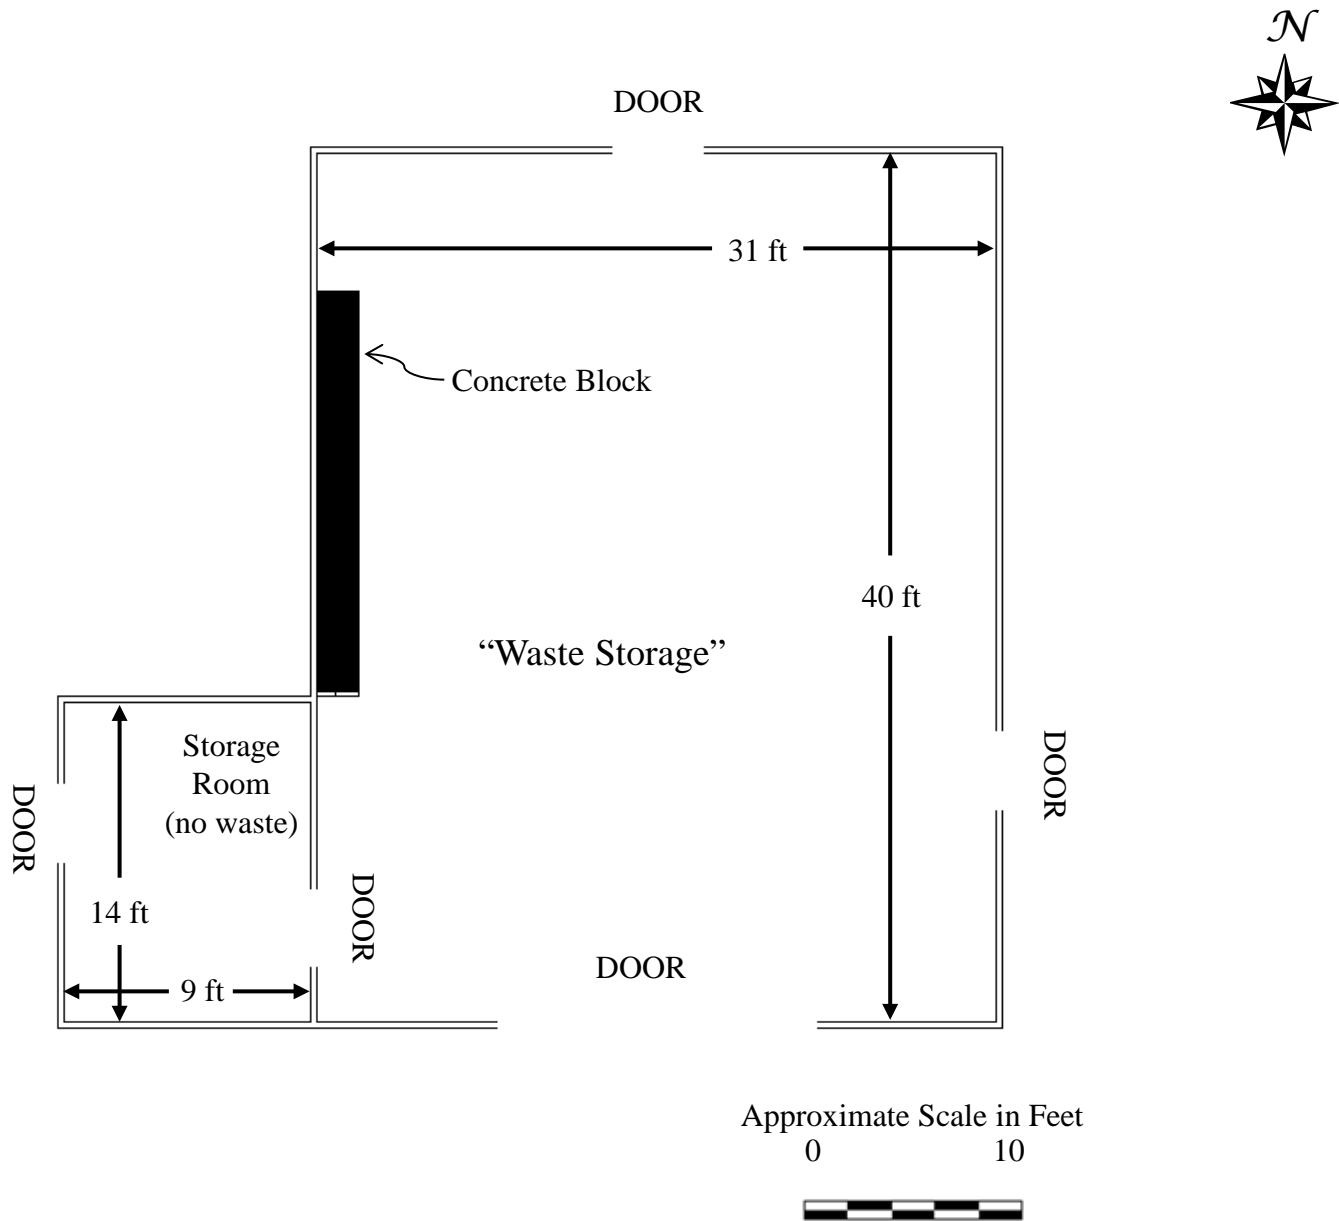 N
DOOR
31 ft
Concrete Block
40 ft
“Waste Storage”
Storage
Room
(no waste)
DOOR
DOOR
14 ft
DOOR
DOOR
9 ft
Approximate Scale in Feet
0 10